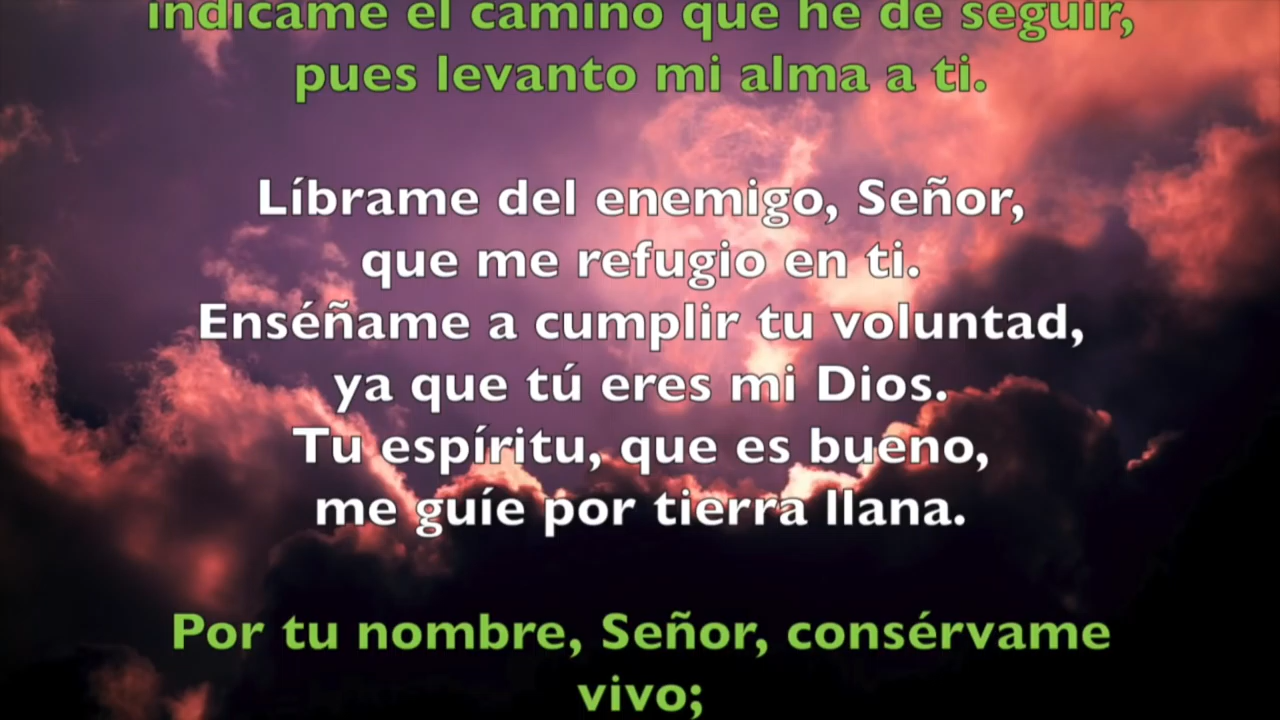 indícame el camino que he de seguir,
pues levanto mi alma a ti.
Líbrame del enemigo, Señor,
que me refugio en ti.
Enséñame a cumplir tu voluntad,
ya que tú eres mi Dios.
Tu espíritu, que es bueno,
me guíe por tierra llana.
Por tu nombre, Señor, consérvame
vivo;